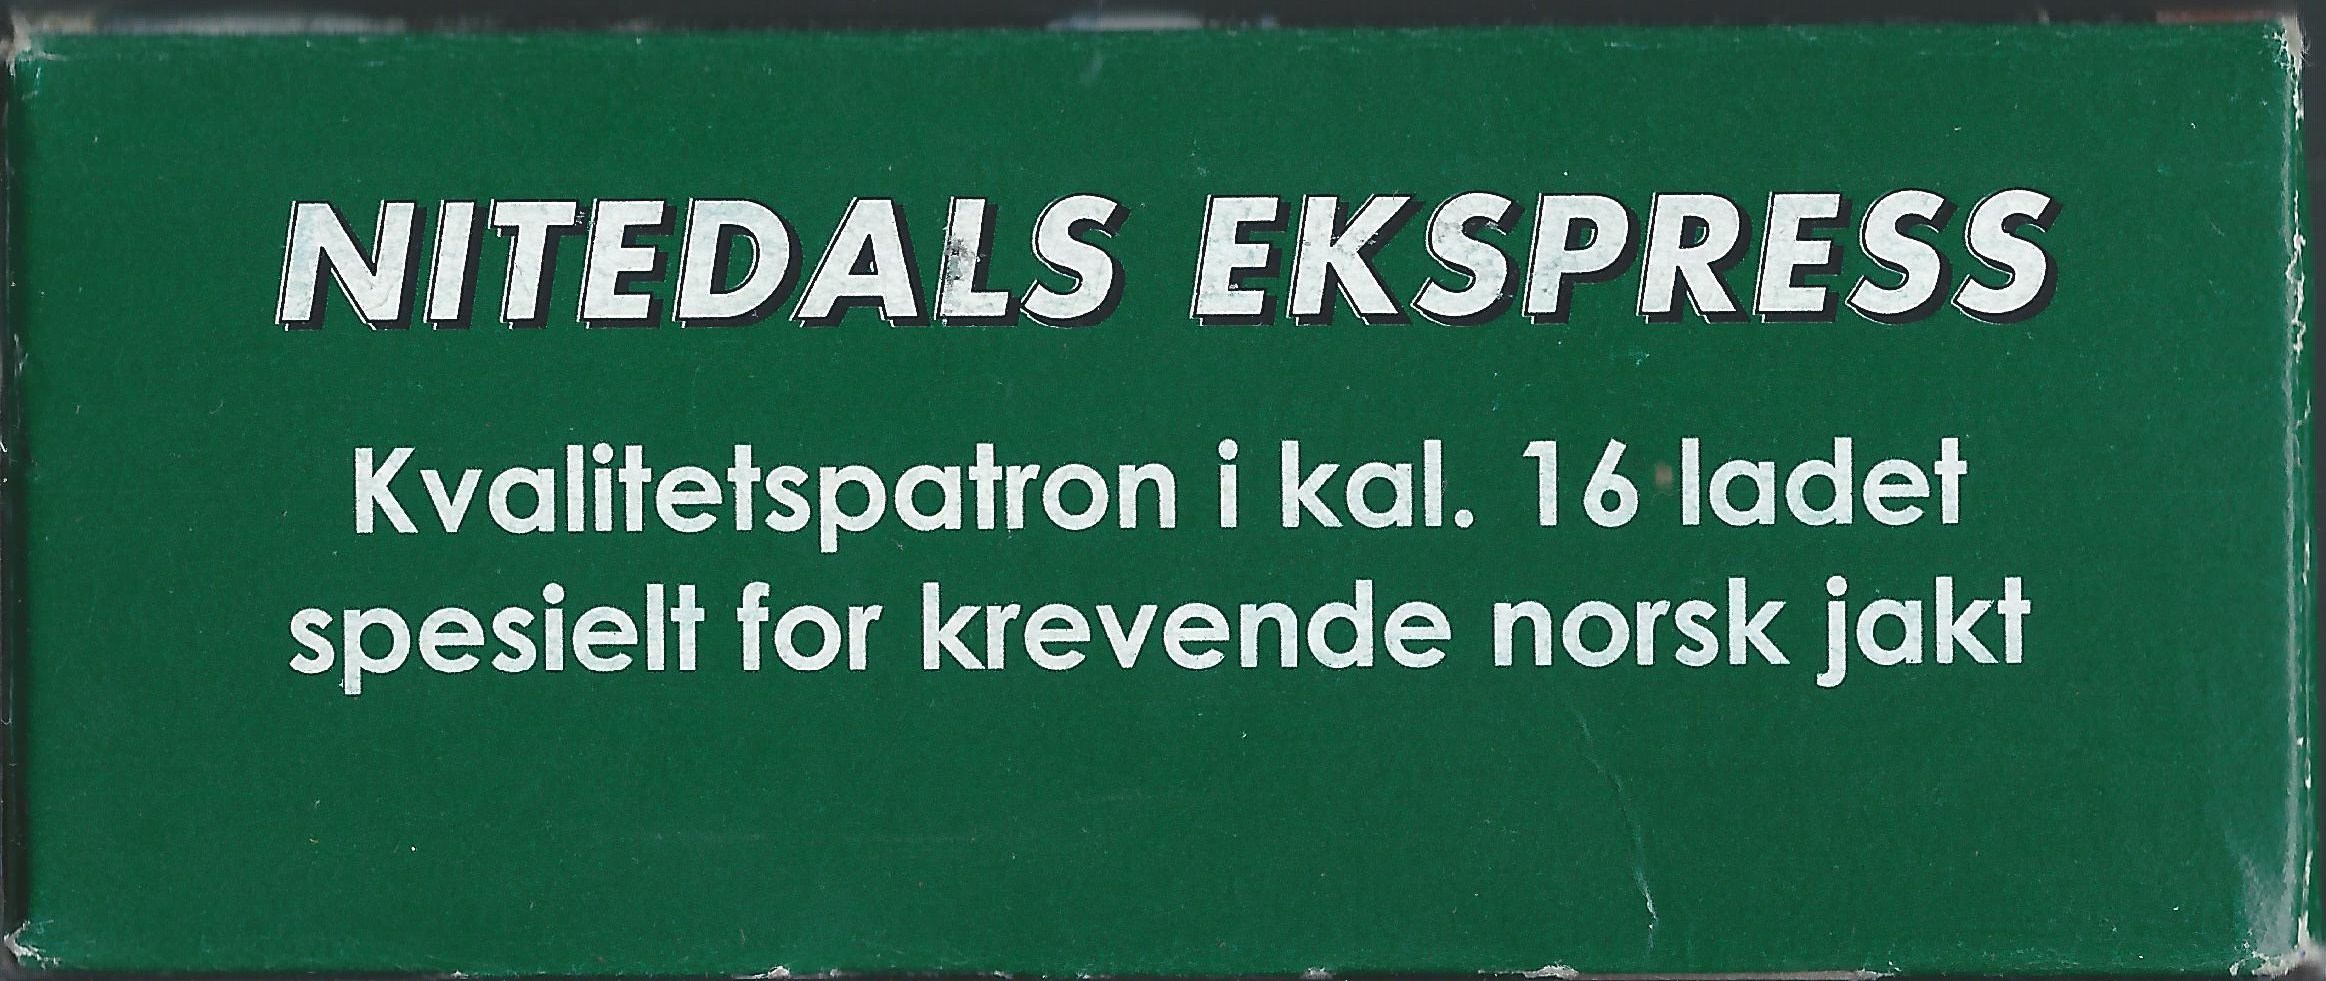 NITEDALS EKSPRESS
Kvalitetspatron i kal. 16 ladet
spesielt for krevende norsk jakt